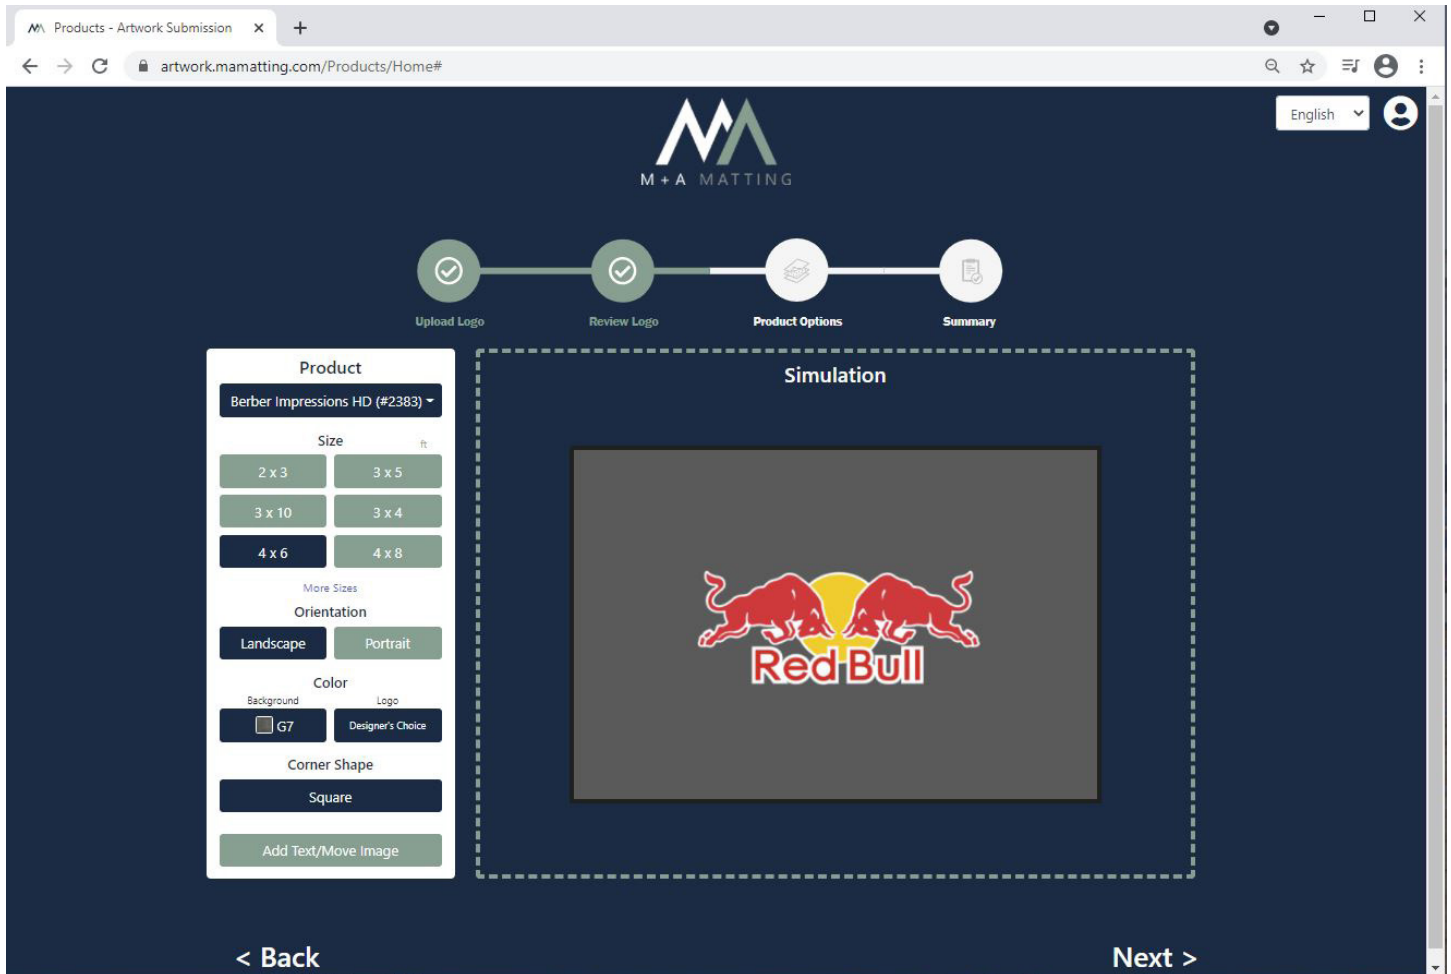 Products - Artwork Submission
artwork.mamatting.com/Products/Home#
English
M + A MATTING
Upload Logo
Review Logo
Product Options
Summary
Product
Berber Impressions HD (#2383)
Size
ft
2 x 3
3 x 5
3 x 10
3 x 4
4 x 6
4 x 8
More Sizes
Orientation
Landscape
Portrait
Color
Background
Logo
G7
Designer's Choice
Corner Shape
Square
Add Text/Move Image
Simulation
Red Bull
< Back
Next >